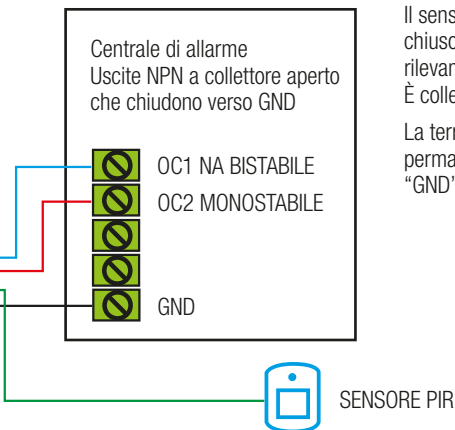 Centrale di allarme
Uscite NPN a collettore aperto
che chiudono verso GND
OC1 NA BISTABILE
OC2 MONOSTABILE
GND
SENSORE PIR
Il sens
chiuso
rilevan
È colle
La term
perma
"GND"